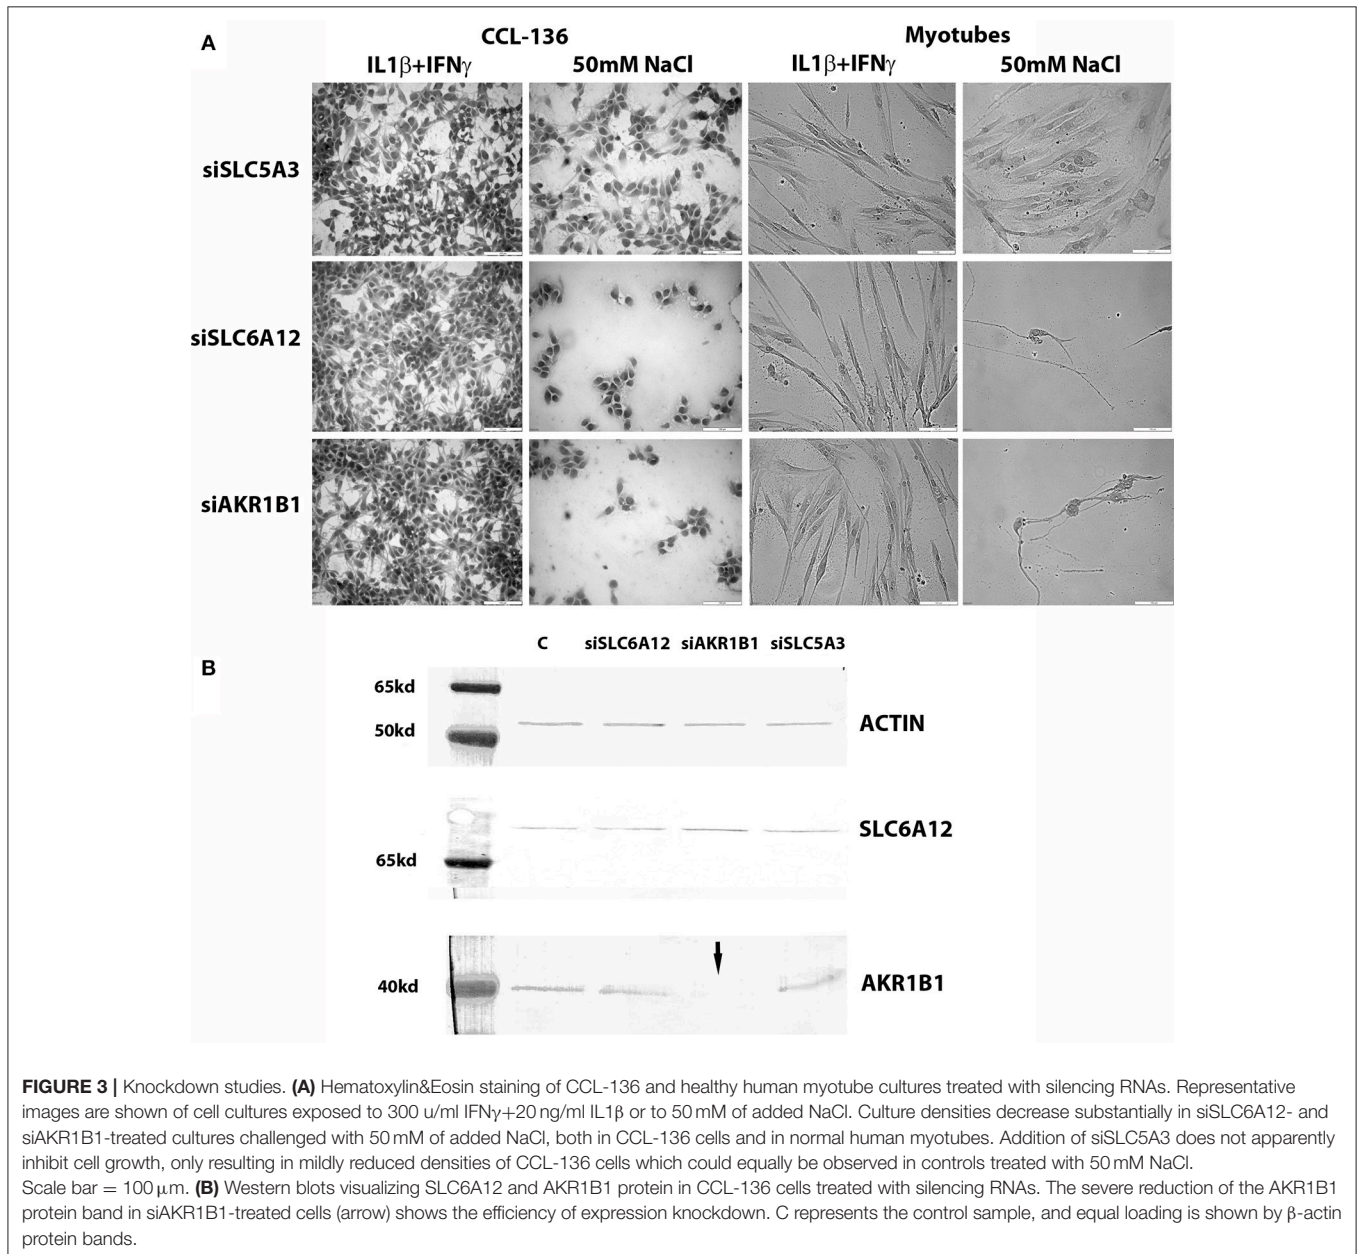 A
CCL-136 Myotubes
IL1β+IFNγ 50mM NaCl IL1β+IFNγ 50mM NaCl
siSLC5A3
siSLC6A12
siAKR1B1
B
C siSLC6A12 siAKR1B1 siSLC5A3
65kd
50kd
ACTIN
SLC6A12
65kd
40kd
AKR1B1
FIGURE 3 | Knockdown studies. (A) Hematoxylin&Eosin staining of CCL-136 and healthy human myotube cultures treated with silencing RNAs. Representative
images are shown of cell cultures exposed to 300 u/ml IFNγ+20 ng/ml IL1β or to 50 mM of added NaCl. Culture densities decrease substantially in siSLC6A12- and
siAKR1B1-treated cultures challenged with 50 mM of added NaCl, both in CCL-136 cells and in normal human myotubes. Addition of siSLC5A3 does not apparently
inhibit cell growth, only resulting in mildly reduced densities of CCL-136 cells which could equally be observed in controls treated with 50 mM NaCl.
Scale bar = 100 μm. (B) Western blots visualizing SLC6A12 and AKR1B1 protein in CCL-136 cells treated with silencing RNAs. The severe reduction of the AKR1B1
protein band in siAKR1B1-treated cells (arrow) shows the efficiency of expression knockdown. C represents the control sample, and equal loading is shown by β-actin
protein bands.